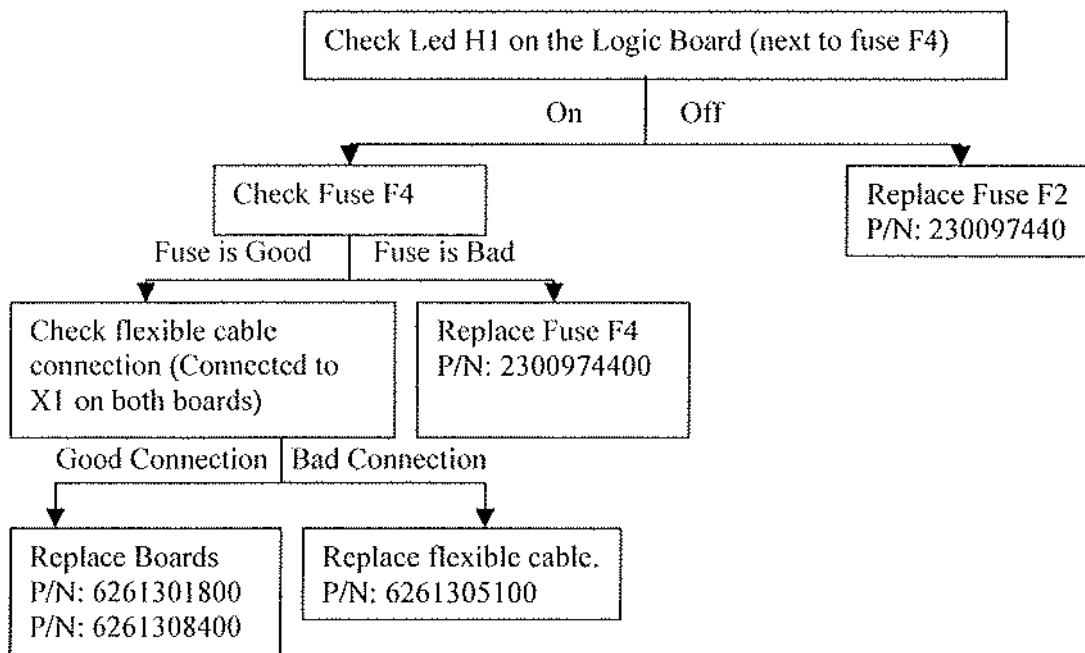 Check Led H1 on the Logic Board (next to fuse F4)
On
Off
Check Fuse F4
Replace Fuse F2
P/N: 230097440
Fuse is Good
Fuse is Bad
Check flexible cable
connection (Connected to
X1 on both boards)
Replace Fuse F4
P/N: 2300974400
Good Connection
Bad Connection
Replace Boards
P/N: 6261301800
P/N: 6261308400
Replace flexible cable.
P/N: 6261305100